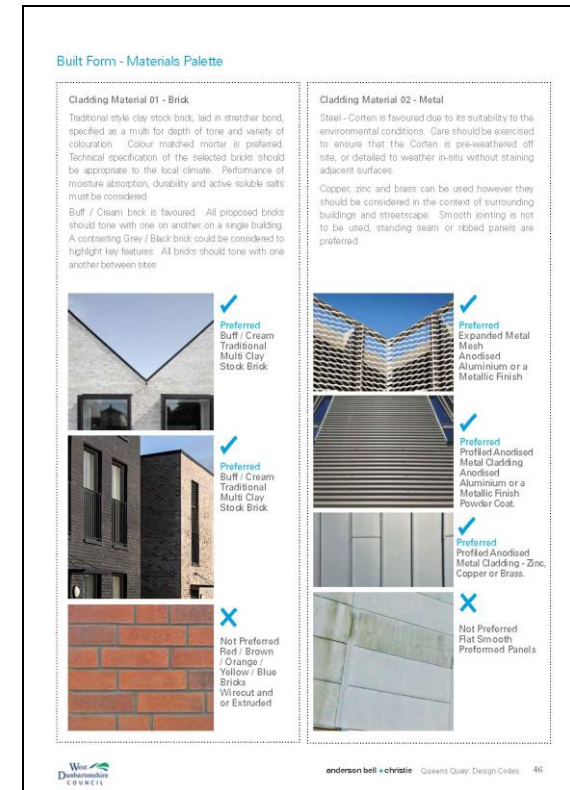 Built Form - Materials Palette
Cladding Material 01 - Brick
Traditional style clay stock brick, laid in stretcher bond,
specified as a multi for depth of tone and variety of
colouration. Colour matched mortar is preferred.
Technical specification of the selected bricks should
be appropriate to the local climate. Performance of
moisture absorption, durability and active soluble salts
must be considered.
Buff / Cream brick is favoured. All proposed bricks
should tone with one on another on a single building.
A contrasting Grey / Black brick could be considered to
highlight key features. All bricks should tone with one
another between sites.
Preferred
Buff / Cream
Traditional
Multi Clay
Stock Brick
Preferred
Buff / Cream
Traditional
Multi Clay
Stock Brick
Not Preferred
Red / Brown
/ Orange /
Yellow / Blue
Bricks
Wirecut and
or Extruded
Cladding Material 02 - Metal
Steel - Corten is favoured due to its suitability to the
environmental conditions. Care should be exercised
to ensure that the Corten is pre-weathered off
site, or detailed to weather in-situ without staining
adjacent surfaces.
Copper, zinc and brass can be used however they
should be considered in the context of surrounding
buildings and streetscape. Smooth jointing is not
to be used, standing seam or ribbed panels are
preferred.
Preferred
Expanded Metal
Mesh
Anodised
Aluminium or a
Metallic Finish
Preferred
Profiled Anodised
Metal Cladding
Anodised
Aluminium or a
Metallic Finish
Powder Coat.
Preferred
Profiled Anodised
Metal Cladding - Zinc,
Copper or Brass.
Not Preferred
Flat Smooth
Preformed Panels
West
Dunbartonshire
COUNCIL
anderson bell + christie Queens Quay: Design Codes 46